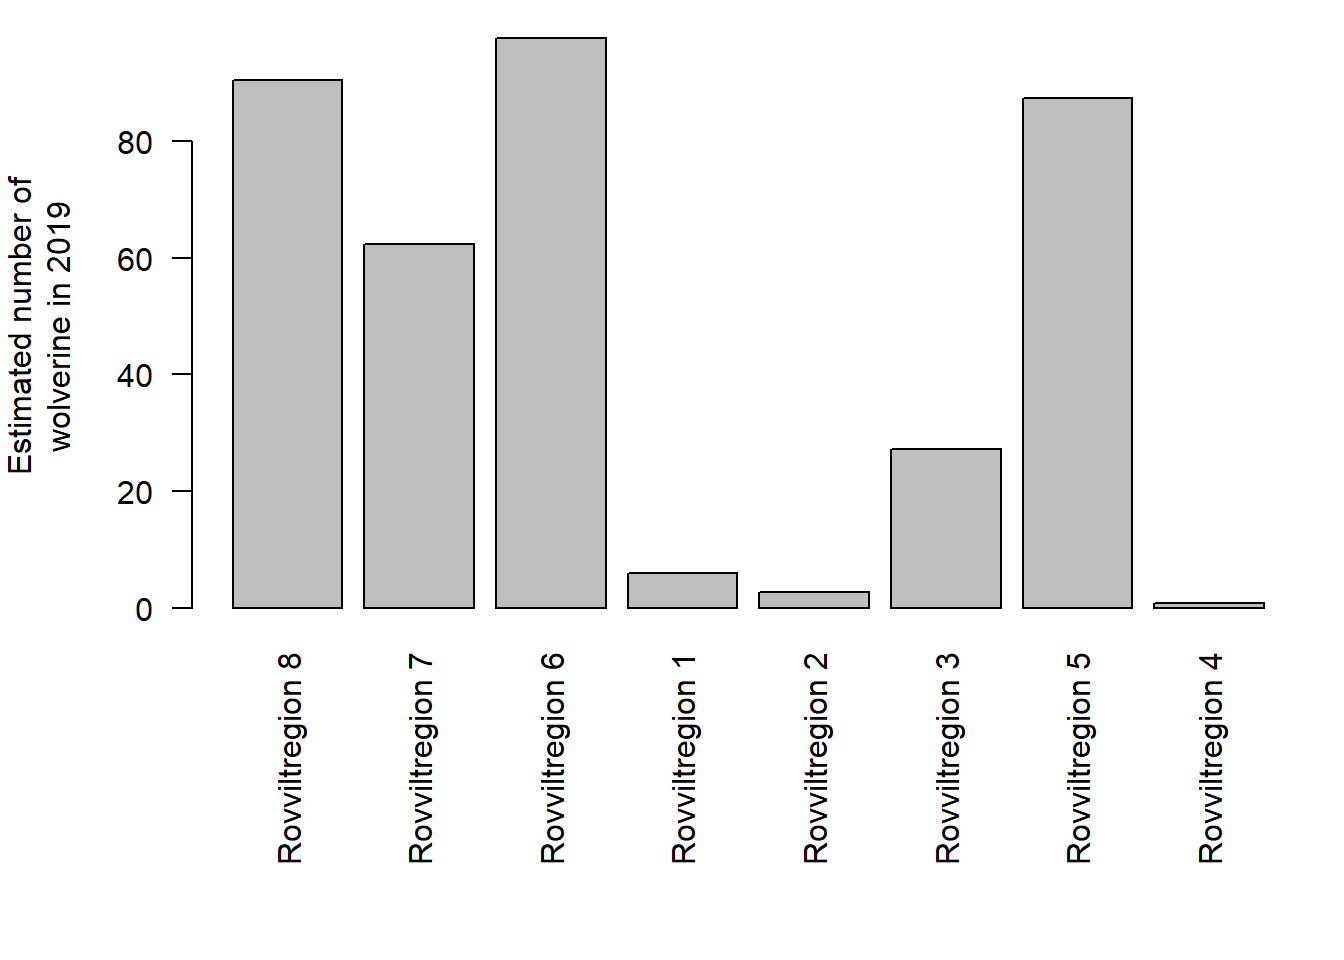 Estimated number of
wolverine in 2019
80
60
40
20
0
Rovviltregion 8
Rovviltregion 7
Rovviltregion 6
Rovviltregion 1
Rovviltregion 2
Rovviltregion 3
Rovviltregion 5
Rovviltregion 4